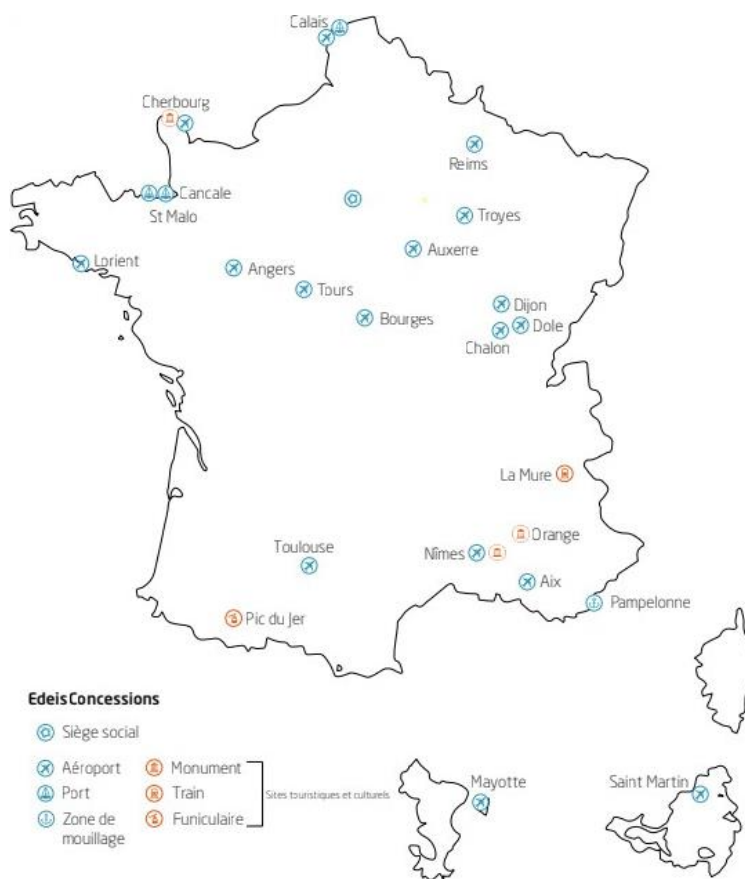 Calais
Cherbourg
Reims
Cancale
St Malo
Troyes
Auxerre
Lorient
Angers
Tours
Dijon
Bourges
Dole
Chalon
La Mure
Orange
Toulouse
Nîmes
Aix
Pampelonne
Pic du Jer
Edeis Concessions
Siège social
Aéroport
Monument
Port
Train
Sites touristiques et culturels
Zone de
mouillage
Funiculaire
Mayotte
Saint Martin